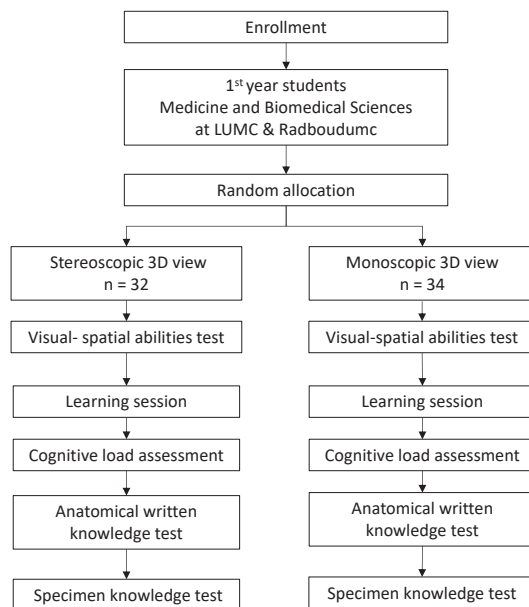 Enrollment
1st year students
Medicine and Biomedical Sciences
at LUMC & Radboudumc
Random allocation
Stereoscopic 3D view
n = 32
Visual- spatial abilities test
Learning session
Cognitive load assessment
Anatomical written
knowledge test
Specimen knowledge test
Monoscopic 3D view
n = 34
Visual-spatial abilities test
Learning session
Cognitive load assessment
Anatomical written
knowledge test
Specimen knowledge test